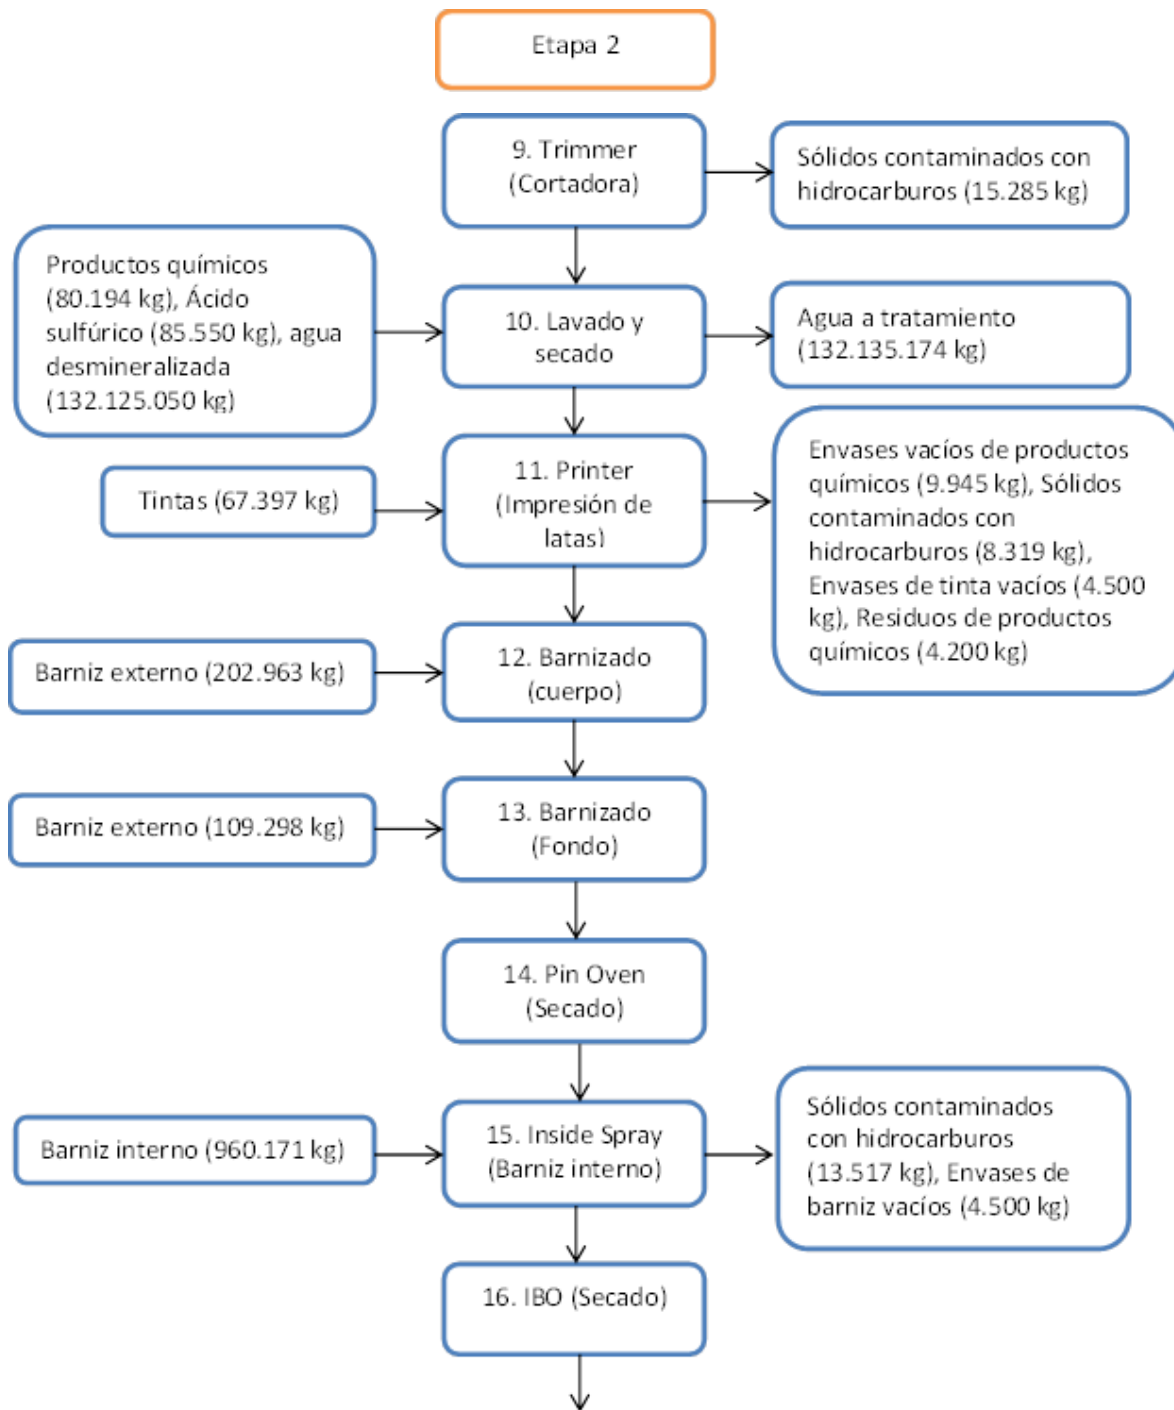 Etapa 2
9. Trimmer
(Cortadora)
Sólidos contaminados con
hidrocarburos (15.285 kg)
Productos químicos
(80.194 kg), Ácido
sulfúrico (85.550 kg), agua
desmineralizada
(132.125.050 kg)
10. Lavado y
secado
Agua a tratamiento
(132.135.174 kg)
Tintas (67.397 kg)
11. Printer
(Impresión de
latas)
Envases vacíos de productos
químicos (9.945 kg), Sólidos
contaminados con
hidrocarburos (8.319 kg),
Envases de tinta vacíos (4.500
kg), Residuos de productos
químicos (4.200 kg)
Barniz externo (202.963 kg)
12. Barnizado
(cuerpo)
Barniz externo (109.298 kg)
13. Barnizado
(Fondo)
14. Pin Oven
(Secado)
Barniz interno (960.171 kg)
15. Inside Spray
(Barniz interno)
Sólidos contaminados
con hidrocarburos
(13.517 kg), Envases de
barniz vacíos (4.500 kg)
16. IBO (Secado)